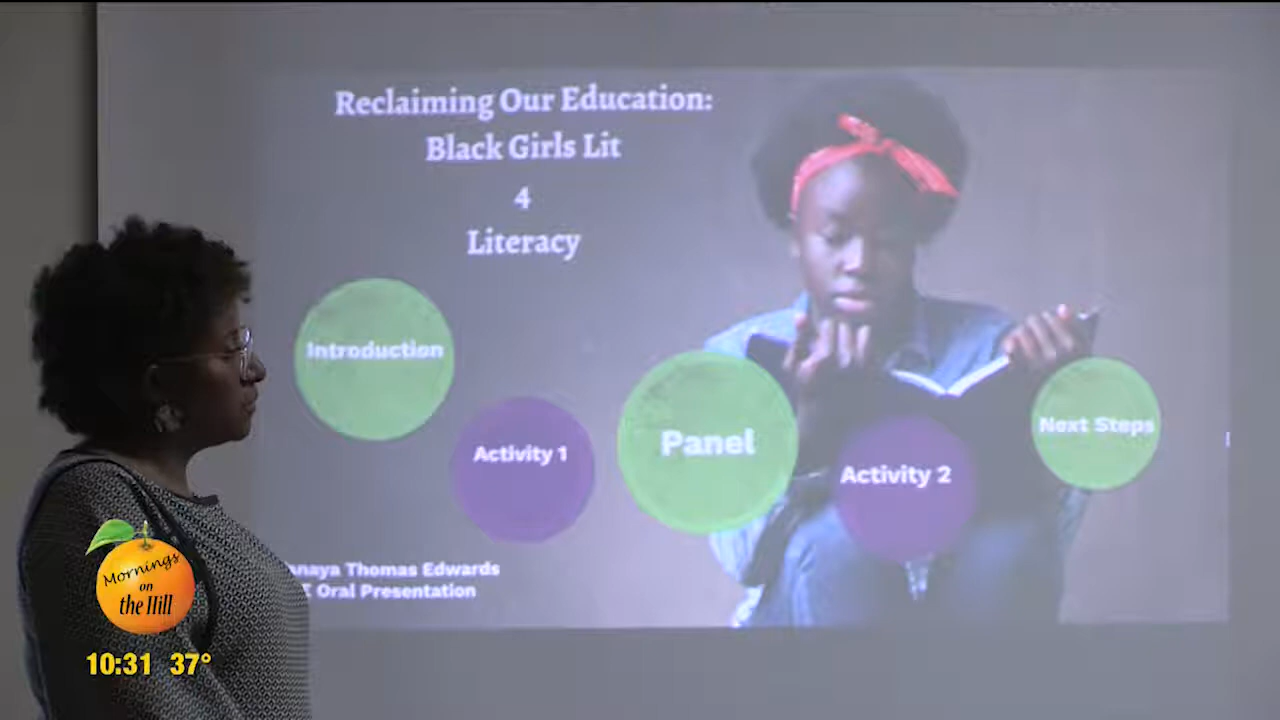 Reclaiming Our Education:
Black Girls Lit
4
Literacy
Introduction
Activity 1
Panel
Activity 2
Next Steps
Thomas Edwards
Oral Presentation
Mornings
on
the Hill
10:31 37°